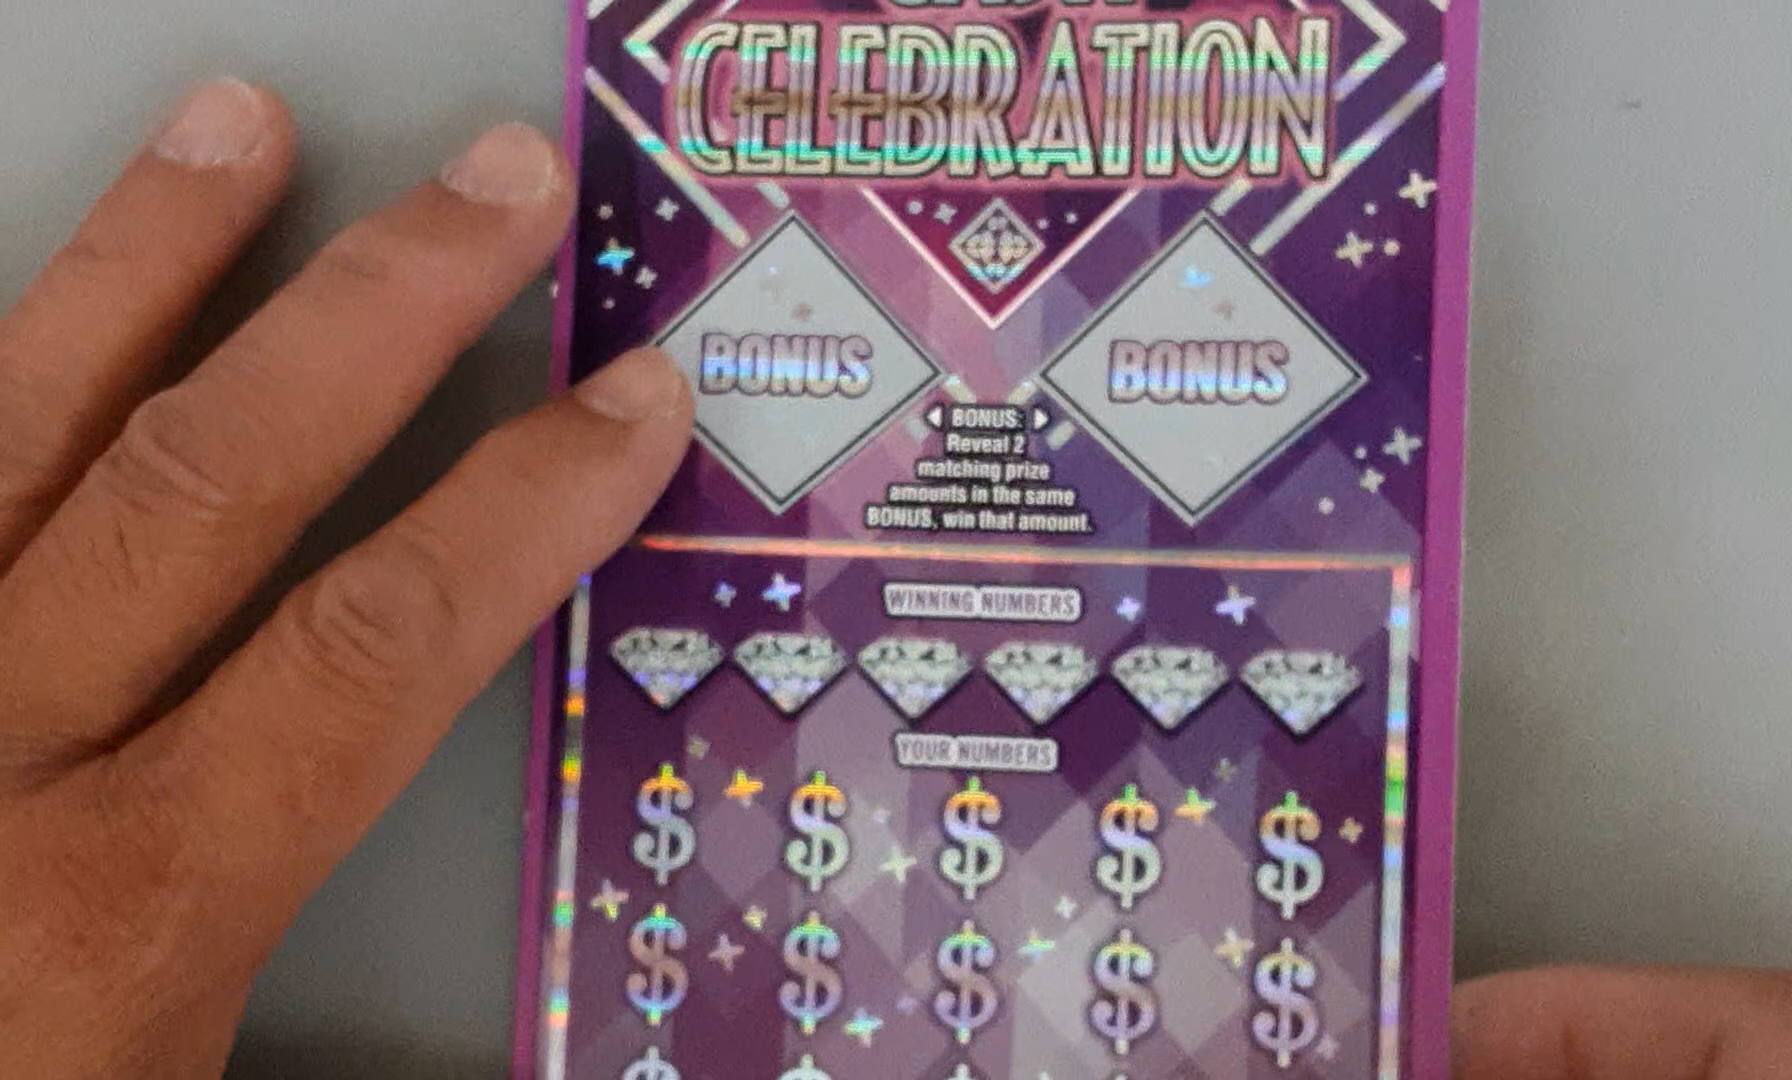 CELEBRATION
BONUS
BONUS
BONUS:
Reveal 2
matching prize
amounts in the same
BONUS, win that amount.
WINNING NUMBERS
YOUR NUMBERS
$ $ $ $ $
$ $ $ $ $